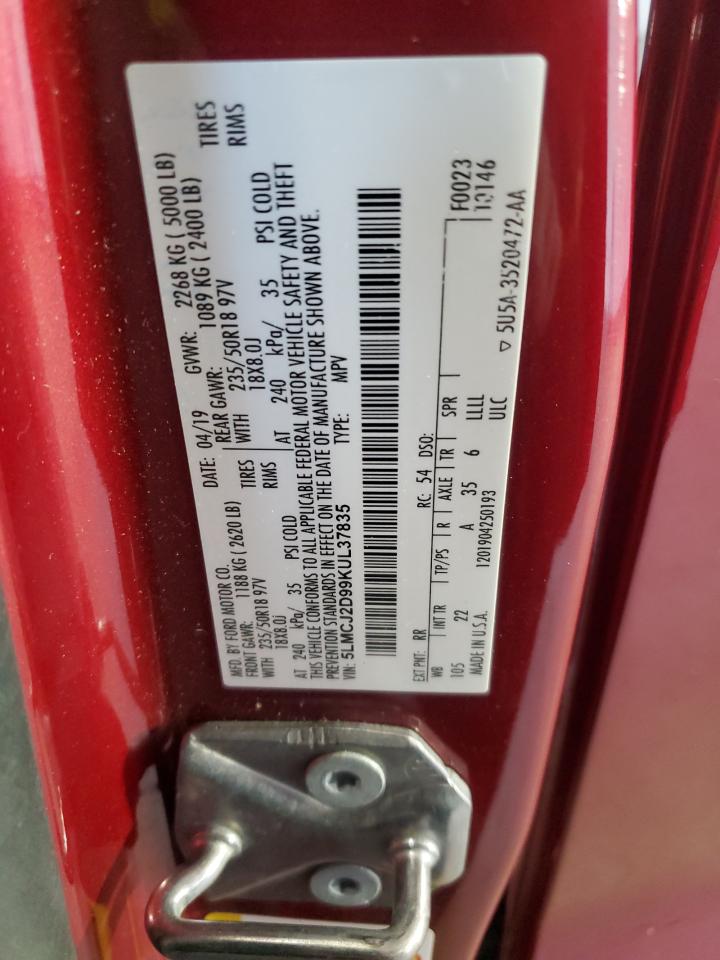 MFD. BY FORD MOTOR CO.
DATE: 04/19 GVWR: 2268 KG ( 5000 LB)
FRONT GAWR: 1188 KG ( 2620 LB)
REAR GAWR: 1089 KG ( 2400 LB)
WITH 235/50R18 97V TIRES
WITH 235/50R18 97V TIRES
18X8.0J RIMS
18X8.0J RIMS
AT 240 kPa/ 35 PSI COLD
AT 240 kPa/ 35 PSI COLD
THIS VEHICLE CONFORMS TO ALL APPLICABLE FEDERAL MOTOR VEHICLE SAFETY AND THEFT
PREVENTION STANDARDS IN EFFECT ON THE DATE OF MANUFACTURE SHOWN ABOVE.
VIN: 5LMCJ2D99KUL37835
TYPE: MPV
EXT PNT: RR RC: 54 DSO: F0023
WB INT TR TP/PS R AXLE TR SPR 10146
105 22 A 35 6 LLLL
1201904250193 ULC
MADE IN U.S.A. ▽ 5U5A-3520472-AA